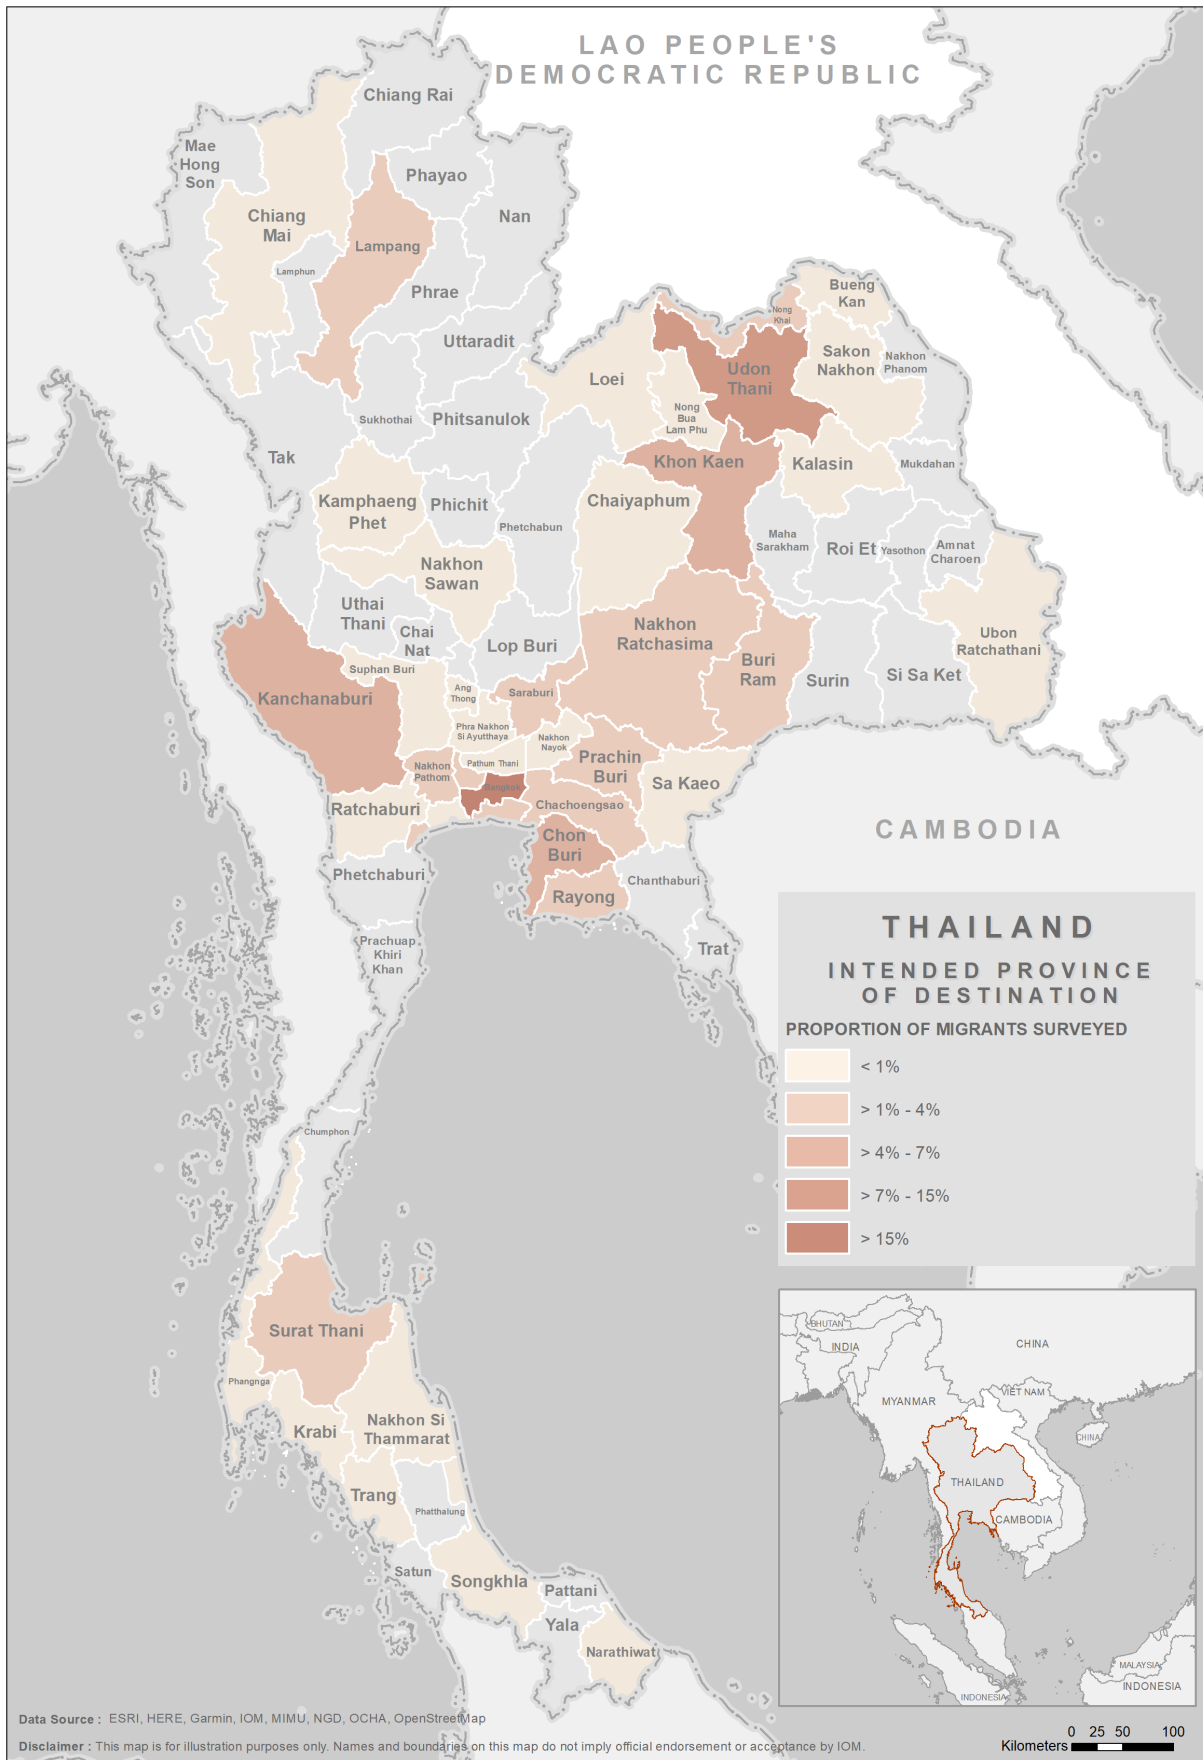 LAO PEOPLE'S
DEMOCRATIC REPUBLIC
Chiang Rai
Mae
Hong
Son
Phayao
Chiang
Mai
Nan
Lampang
Lamphun
Phrae
Uttaradit
Bueng
Kan
Nong
Khai
Sakon
Nakhon
Nakhon
Phanom
Udon
Thani
Loei
Nong
Bua
Lam Phu
Sukhothai
Phitsanulok
Tak
Khon Kaen
Kalasin
Mukdahan
Kamphaeng
Phet
Phichit
Chaiyaphum
Phetchabun
Maha
Sarakham
Roi Et
Yasothon
Amnat
Charoen
Nakhon
Sawan
Uthai
Thani
Chai
Nat
Lop Buri
Nakhon
Ratchasima
Buri
Ram
Surin
Si Sa Ket
Ubon
Ratchathani
Suphan Buri
Kanchanaburi
Ang
Thong
Saraburi
Phra Nakhon
Si Ayutthaya
Nakhon
Nayok
Nakhon
Pathom
Pathum Thani
Prachin
Buri
Sa Kaeo
Bangkok
Ratchaburi
Chachoengsao
Chon
Buri
CAMBODIA
Phetchaburi
Chanthaburi
Rayong
Prachuap
Khiri
Khan
Trat
THAILAND
INTENDED PROVINCE
OF DESTINATION
PROPORTION OF MIGRANTS SURVEYED
< 1%
> 1% - 4%
> 4% - 7%
> 7% - 15%
> 15%
Chumphon
Surat Thani
Phangnga
Krabi
Nakhon Si
Thammarat
Trang
Phatthalung
Satun
Songkhla
Pattani
Yala
Narathiwat
BHUTAN
INDIA
CHINA
MYANMAR
VIET NAM
CHINA
THAILAND
CAMBODIA
MALAYSIA
INDONESIA
INDONESIA
Data Source : ESRI, HERE, Garmin, IOM, MIMU, NGD, OCHA, OpenStreetMap
Disclaimer : This map is for illustration purposes only. Names and boundaries on this map do not imply official endorsement or acceptance by IOM.
0 25 50 100
Kilometers